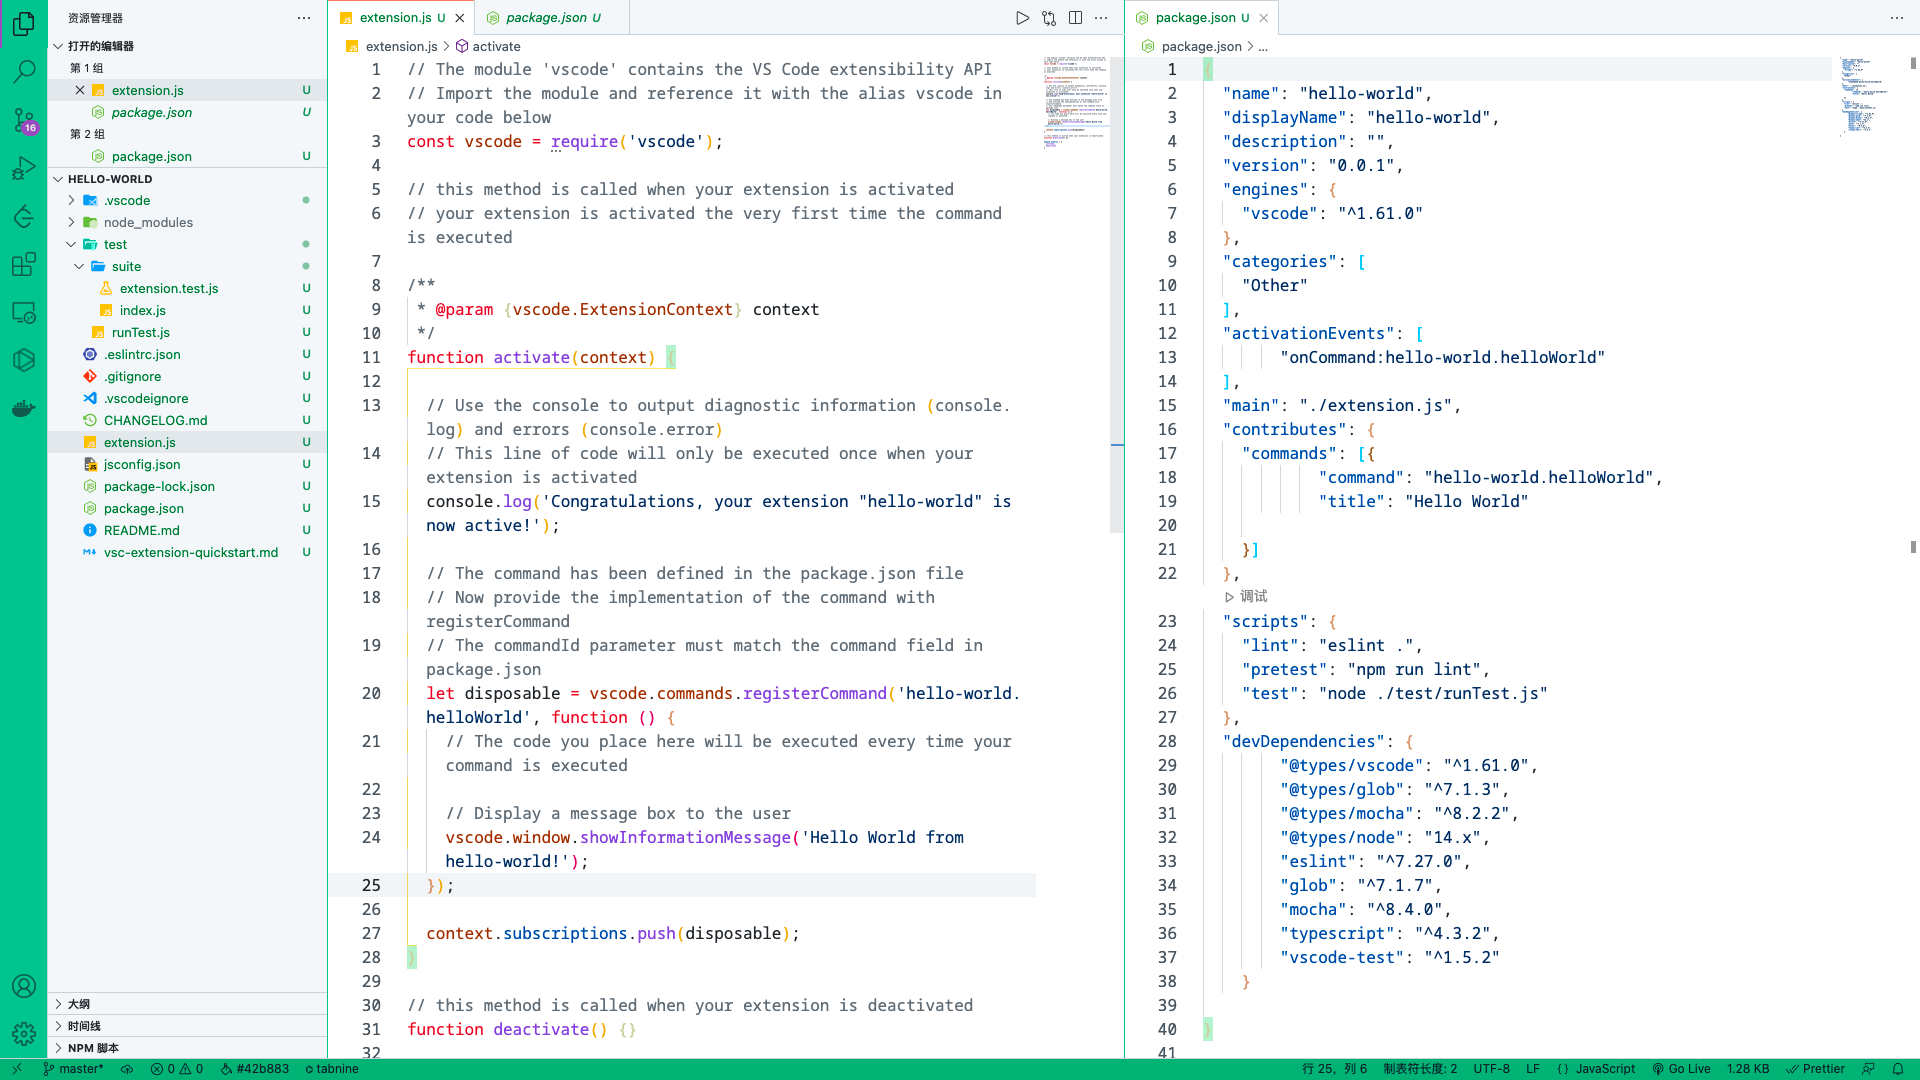 资源管理器
打开的编辑器
第 1 组
extension.js U
package.json U
第 2 组
package.json U
HELLO-WORLD
.vscode
node_modules
test
suite
extension.test.js U
index.js U
runTest.js U
.eslintrc.json U
.gitignore U
.vscodeignore U
CHANGELOG.md U
extension.js U
jsconfig.json U
package-lock.json U
package.json U
README.md U
vsc-extension-quickstart.md U
大纲
时间线
NPM 脚本
16
extension.js U
package.json U
extension.js > activate
1 // The module 'vscode' contains the VS Code extensibility API
2 // Import the module and reference it with the alias vscode in
your code below
3 const vscode = require('vscode');
4
5 // this method is called when your extension is activated
6 // your extension is activated the very first time the command
is executed
7
8 /**
9 * @param {vscode.ExtensionContext} context
10 */
11 function activate(context) {
12
13 // Use the console to output diagnostic information (console.
log) and errors (console.error)
14 // This line of code will only be executed once when your
extension is activated
15 console.log('Congratulations, your extension "hello-world" is
now active!');
16
17 // The command has been defined in the package.json file
18 // Now provide the implementation of the command with
registerCommand
19 // The commandId parameter must match the command field in
package.json
20 let disposable = vscode.commands.registerCommand('hello-world.
helloWorld', function () {
21 // The code you place here will be executed every time your
command is executed
22
23 // Display a message box to the user
24 vscode.window.showInformationMessage('Hello World from
hello-world!');
25 });
26
27 context.subscriptions.push(disposable);
28 }
29
30 // this method is called when your extension is deactivated
31 function deactivate() {}
32
package.json U
package.json > ...
1 {
2 "name": "hello-world",
3 "displayName": "hello-world",
4 "description": "",
5 "version": "0.0.1",
6 "engines": {
7 "vscode": "^1.61.0"
8 },
9 "categories": [
10 "Other"
11 ],
12 "activationEvents": [
13 "onCommand:hello-world.helloWorld"
14 ],
15 "main": "./extension.js",
16 "contributes": {
17 "commands": [{
18 "command": "hello-world.helloWorld",
19 "title": "Hello World"
20
21 }]
22 },
调试
23 "scripts": {
24 "lint": "eslint .",
25 "pretest": "npm run lint",
26 "test": "node ./test/runTest.js"
27 },
28 "devDependencies": {
29 "@types/vscode": "^1.61.0",
30 "@types/glob": "^7.1.3",
31 "@types/mocha": "^8.2.2",
32 "@types/node": "14.x",
33 "eslint": "^7.27.0",
34 "glob": "^7.1.7",
35 "mocha": "^8.4.0",
36 "typescript": "^4.3.2",
37 "vscode-test": "^1.5.2"
38 }
39
40 }
41
master* 0 0 #42b883 tabnine 行 25，列 6 制表符长度: 2 UTF-8 LF {} JavaScript Go Live 1.28 KB Prettier